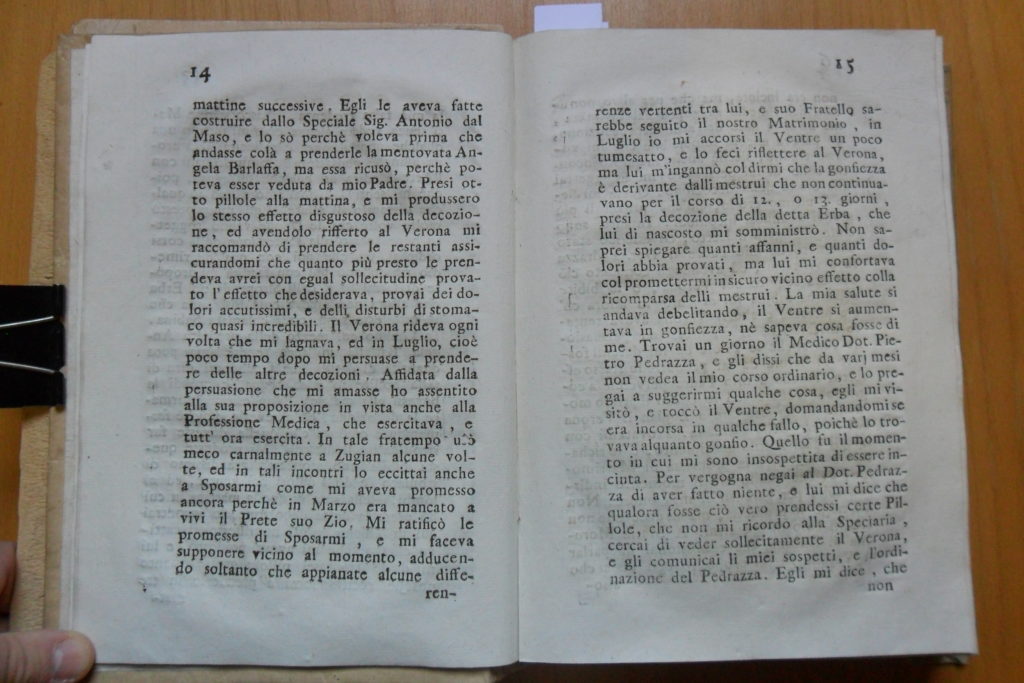 14
mattine successive. Egli le aveva fatte
costruire dallo Speciale Sig. Antonio dal
Maso, e lo sò perchè voleva prima che
andasse colà a prenderle la mentovata An-
gela Barlaffa, ma essa ricusò, perchè po-
teva esser veduta da mio Padre. Presi ot-
to pillole alla mattina, e mi produssero
lo stesso effetto disgustoso della decozio-
ne, ed avendolo rifferto al Verona mi
raccomandò di prendere le restanti assi-
curandomi che quanto più presto le pren-
deva avrei con egual sollecitudine prova-
to l'effetto che desiderava, provai dei do-
lori accutissimi, e delli disturbi di stoma-
co quasi incredibili. Il Verona rideva ogni
volta che mi lagnava, ed in Luglio, cioè
poco tempo dopo mi persuase a prende-
re delle altre decozioni. Affidata dalla
persuasione che mi amasse ho assentito
alla sua proposizione in vista anche alla
Professione Medica, che esercitava, e
tutt' ora esercita. In tale fratempo usò
meco carnalmente a Zugian alcune vol-
te, ed in tali incontri lo eccittai anche
a Sposarmi come mi aveva promesso
ancora perchè in Marzo era mancato a
vivi il Prete suo Zio. Mi ratificò le
promesse di Sposarmi, e mi faceva
supponere vicino al momento, adducen-
do soltanto che appianate alcune diffe-
ren-
15
renze vertenti tra lui, e suo Fratello sa-
rebbe seguito il nostro Matrimonio, in
Luglio io mi accorsi il Ventre un poco
tumesatto, e lo feci riflettere al Verona,
ma lui m'ingannò col dirmi che la gonfiezza
è derivante dalli mestrui che non continua-
vano per il corso di 12., o 13. giorni,
presi la decozione della detta Erba, che
lui di nascosto mi somministrò. Non sa-
prei spiegare quanti affanni, e quanti do-
lori abbia provati, ma lui mi confortava
col promettermi in sicuro vicino effetto colla
ricomparsa delli mestrui. La mia salute si
andava debelitando, il Ventre si aumen-
tava in gonfiezza, nè sapeva cosa fosse di
me. Trovai un giorno il Medico Dot. Pie-
tro Pedrazza, e gli dissi che da varj mesi
non vedea il mio corso ordinario, e lo pre-
gai a suggerirmi qualche cosa, egli mi vi-
sitò, e toccò il Ventre, domandandomi se
era incorsa in qualche fallo, poichè lo tro-
vava alquanto gonfio. Quello fu il momen-
to in cui mi sono insospettita di essere in-
cinta. Per vergogna negai al Dot. Pedraz-
za di aver fatto niente, e lui mi dice che
qualora fosse ciò vero prendessi certe Pil-
lole, che non mi ricordo alla Speciaria,
cercai di veder sollecitamente il Verona,
e gli comunicai li miei sospetti, e l'ordi-
nazione del Pedrazza. Egli mi dice, che
non